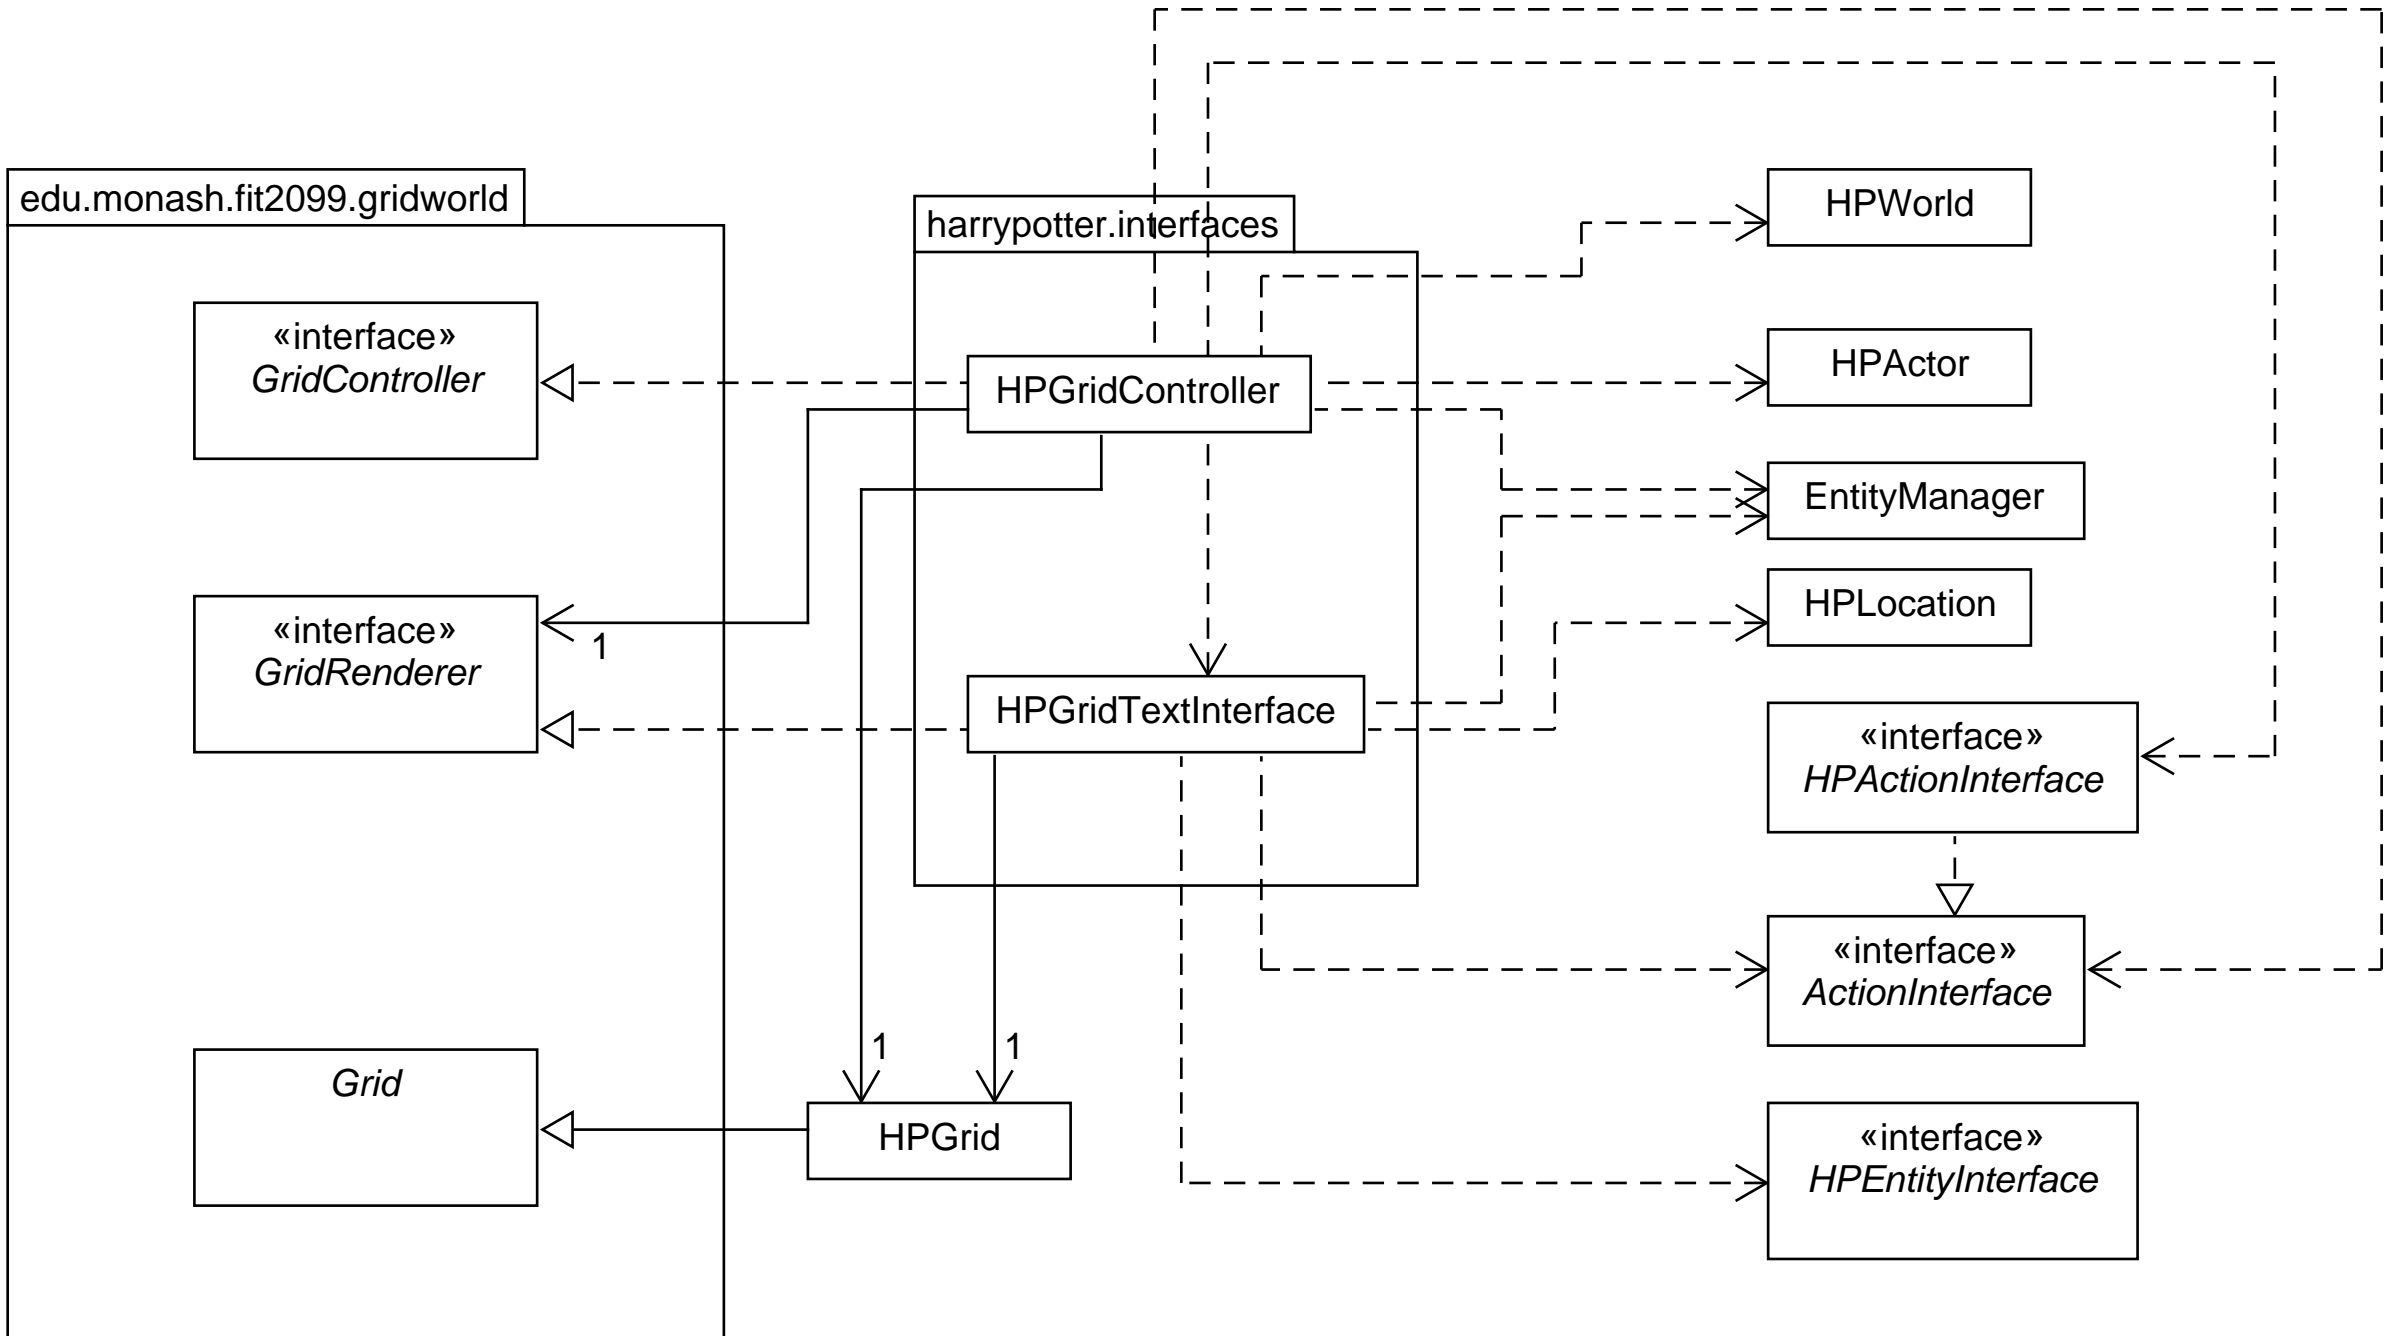 edu.monash.fit2099.gridworld
harrypotter.interfaces
HPWorld
«interface»
GridController
HPGridController
HPActor
EntityManager
«interface»
GridRenderer
1
HPGridTextInterface
HPLocation
«interface»
HPActionInterface
«interface»
ActionInterface
Grid
1
1
HPGrid
«interface»
HPEntityInterface